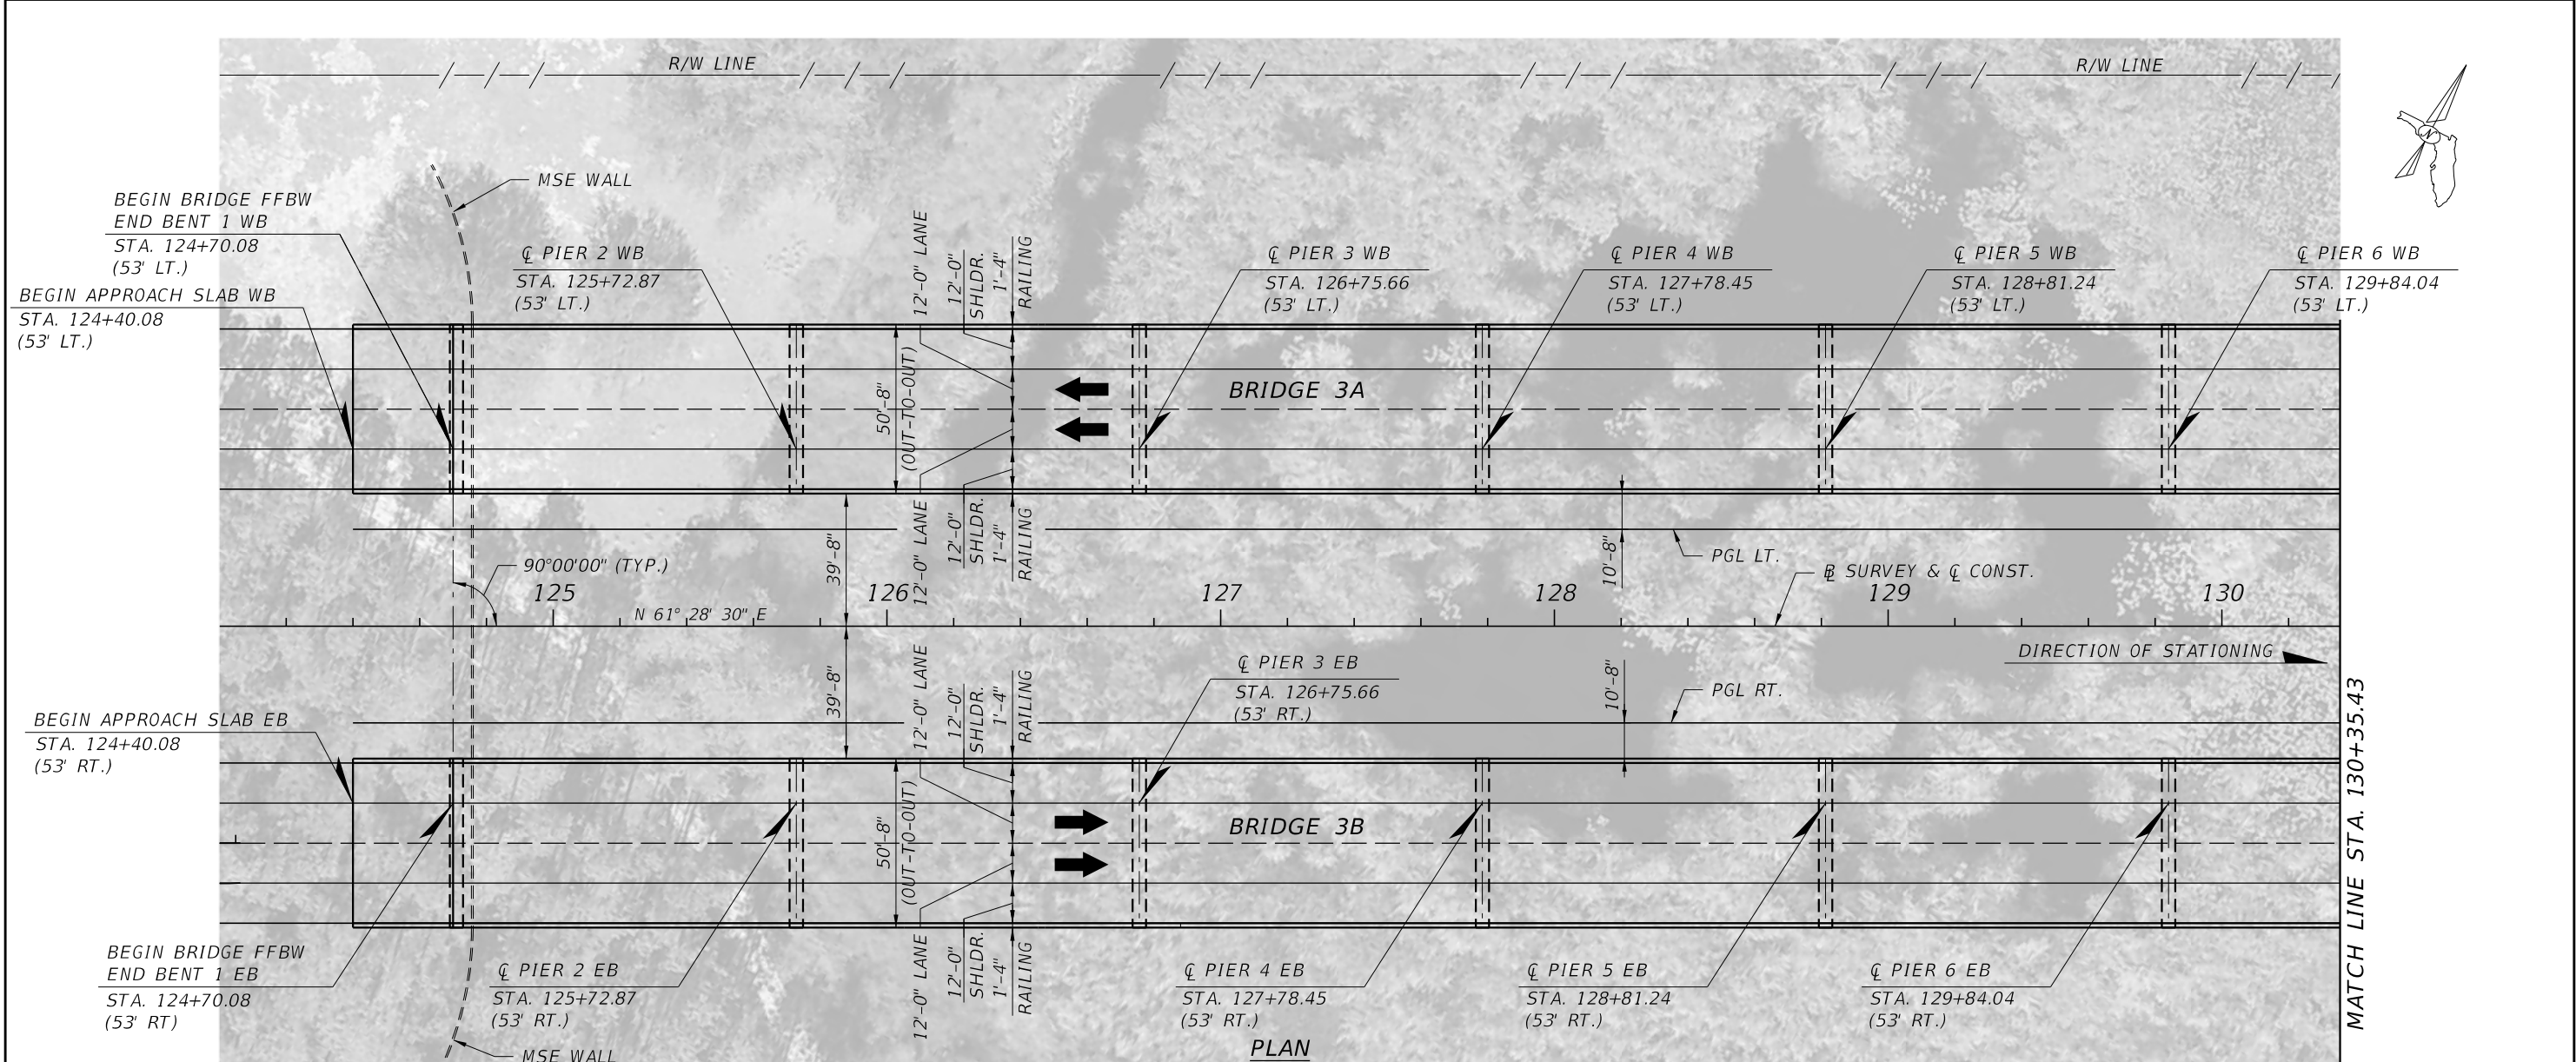 R/W LINE
R/W LINE
MSE WALL
BEGIN BRIDGE FFBW
END BENT 1 WB
STA. 124+70.08
(53' LT.)
BEGIN APPROACH SLAB WB
STA. 124+40.08
(53' LT.)
℄ PIER 2 WB
STA. 125+72.87
(53' LT.)
12'-0" LANE
12'-0"
SHLDR.
1'-4"
RAILING
℄ PIER 3 WB
STA. 126+75.66
(53' LT.)
℄ PIER 4 WB
STA. 127+78.45
(53' LT.)
℄ PIER 5 WB
STA. 128+81.24
(53' LT.)
℄ PIER 6 WB
STA. 129+84.04
(53' LT.)
N
50'-8"
(OUT-TO-OUT)
BRIDGE 3A
12'-0" LANE
12'-0"
SHLDR.
1'-4"
RAILING
39'-8"
10'-8"
PGL LT.
90°00'00" (TYP.)
B̵L SURVEY & ℄ CONST.
125
126
127
128
129
130
N 61° 28' 30" E
DIRECTION OF STATIONING
39'-8"
12'-0" LANE
12'-0"
SHLDR.
1'-4"
RAILING
℄ PIER 3 EB
STA. 126+75.66
(53' RT.)
10'-8"
PGL RT.
BEGIN APPROACH SLAB EB
STA. 124+40.08
(53' RT.)
50'-8"
(OUT-TO-OUT)
BRIDGE 3B
MATCH LINE STA. 130+35.43
BEGIN BRIDGE FFBW
END BENT 1 EB
STA. 124+70.08
(53' RT)
℄ PIER 2 EB
STA. 125+72.87
(53' RT.)
12'-0" LANE
12'-0"
SHLDR.
1'-4"
RAILING
℄ PIER 4 EB
STA. 127+78.45
(53' RT.)
℄ PIER 5 EB
STA. 128+81.24
(53' RT.)
℄ PIER 6 EB
STA. 129+84.04
(53' RT.)
MSE WALL
PLAN